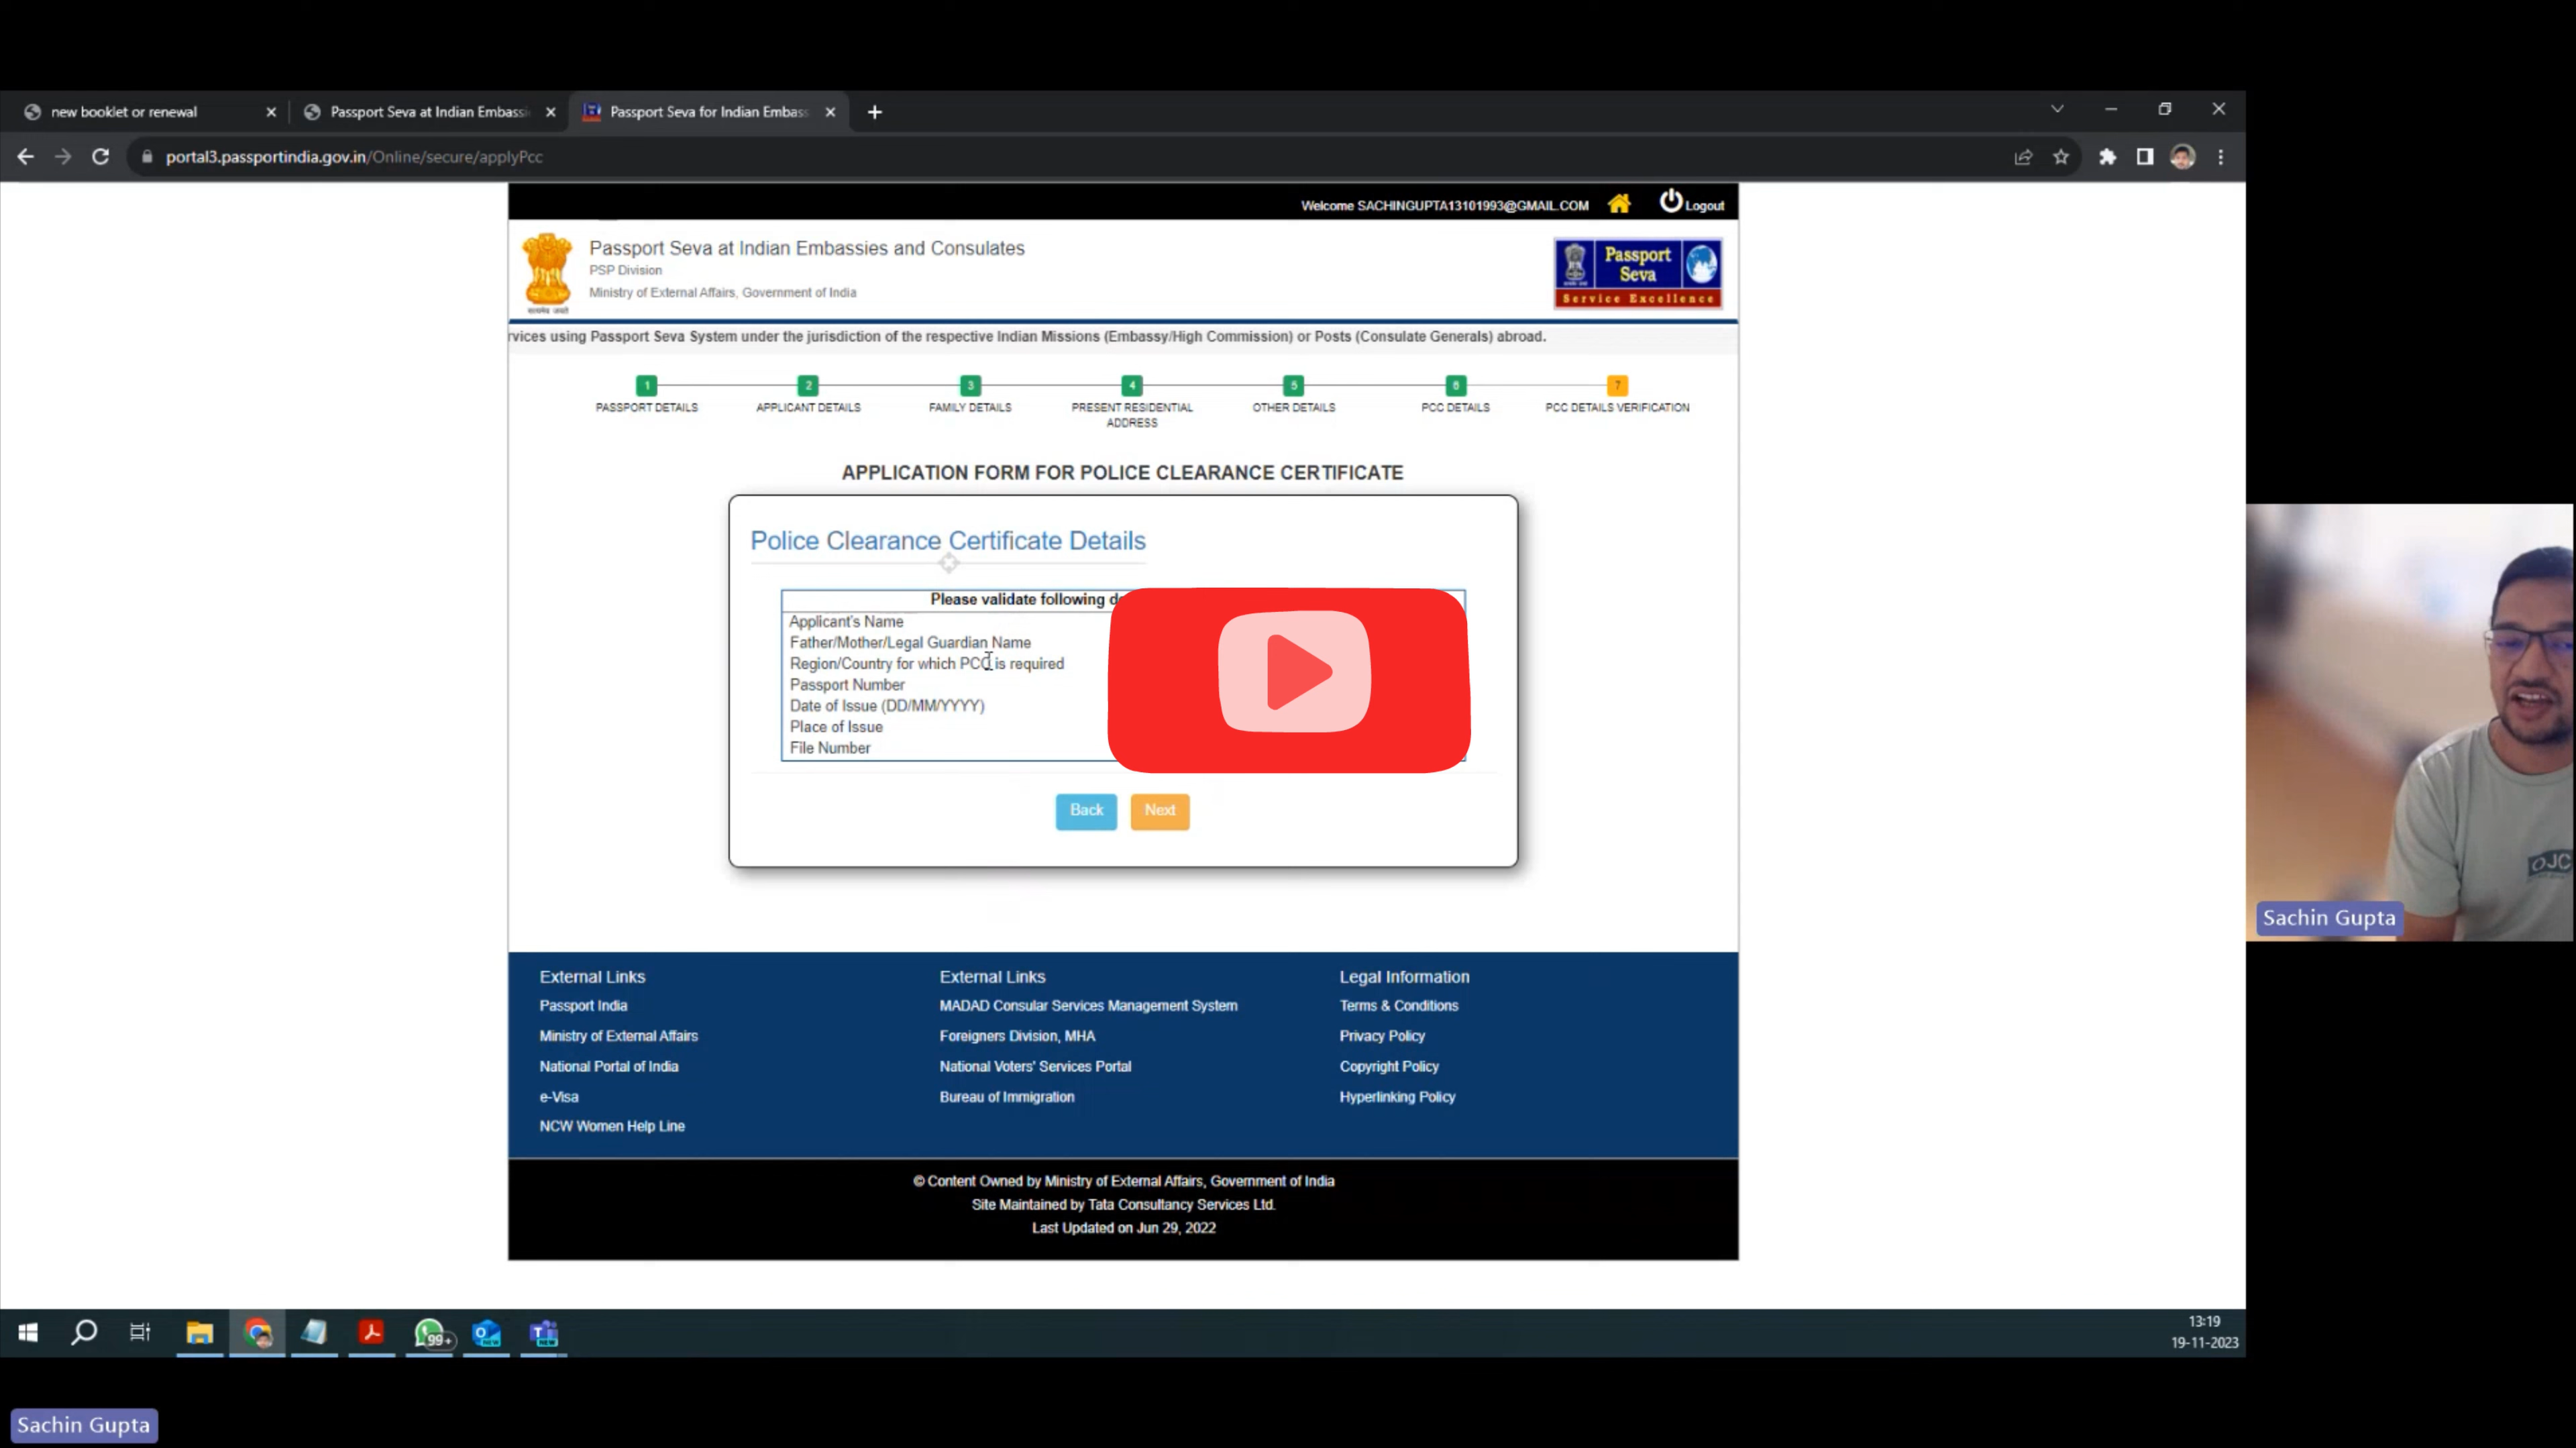 new booklet or renewal
Passport Seva at Indian Embassi
Passport Seva for Indian Embass
portal3.passportindia.gov.in/Online/secure/applyPcc
Welcome SACHINGUPTA13101993@GMAIL.COM
Logout
Passport Seva at Indian Embassies and Consulates
PSP Division
Ministry of External Affairs, Government of India
सत्यमेव जयते
Passport
Seva
Service Excellence
rvices using Passport Seva System under the jurisdiction of the respective Indian Missions (Embassy/High Commission) or Posts (Consulate Generals) abroad.
1 2 3 4 5 6 7
PASSPORT DETAILS
APPLICANT DETAILS
FAMILY DETAILS
PRESENT RESIDENTIAL
ADDRESS
OTHER DETAILS
PCC DETAILS
PCC DETAILS VERIFICATION
APPLICATION FORM FOR POLICE CLEARANCE CERTIFICATE
Police Clearance Certificate Details
Please validate following
Applicant's Name
Father/Mother/Legal Guardian Name
Region/Country for which PCC is required
Passport Number
Date of Issue (DD/MM/YYYY)
Place of Issue
File Number
Back
Next
OJC
Sachin Gupta
External Links
Passport India
Ministry of External Affairs
National Portal of India
e-Visa
NCW Women Help Line
External Links
MADAD Consular Services Management System
Foreigners Division, MHA
National Voters' Services Portal
Bureau of Immigration
Legal Information
Terms & Conditions
Privacy Policy
Copyright Policy
Hyperlinking Policy
© Content Owned by Ministry of External Affairs, Government of India
Site Maintained by Tata Consultancy Services Ltd.
Last Updated on Jun 29, 2022
99+
13:19
19-11-2023
Sachin Gupta